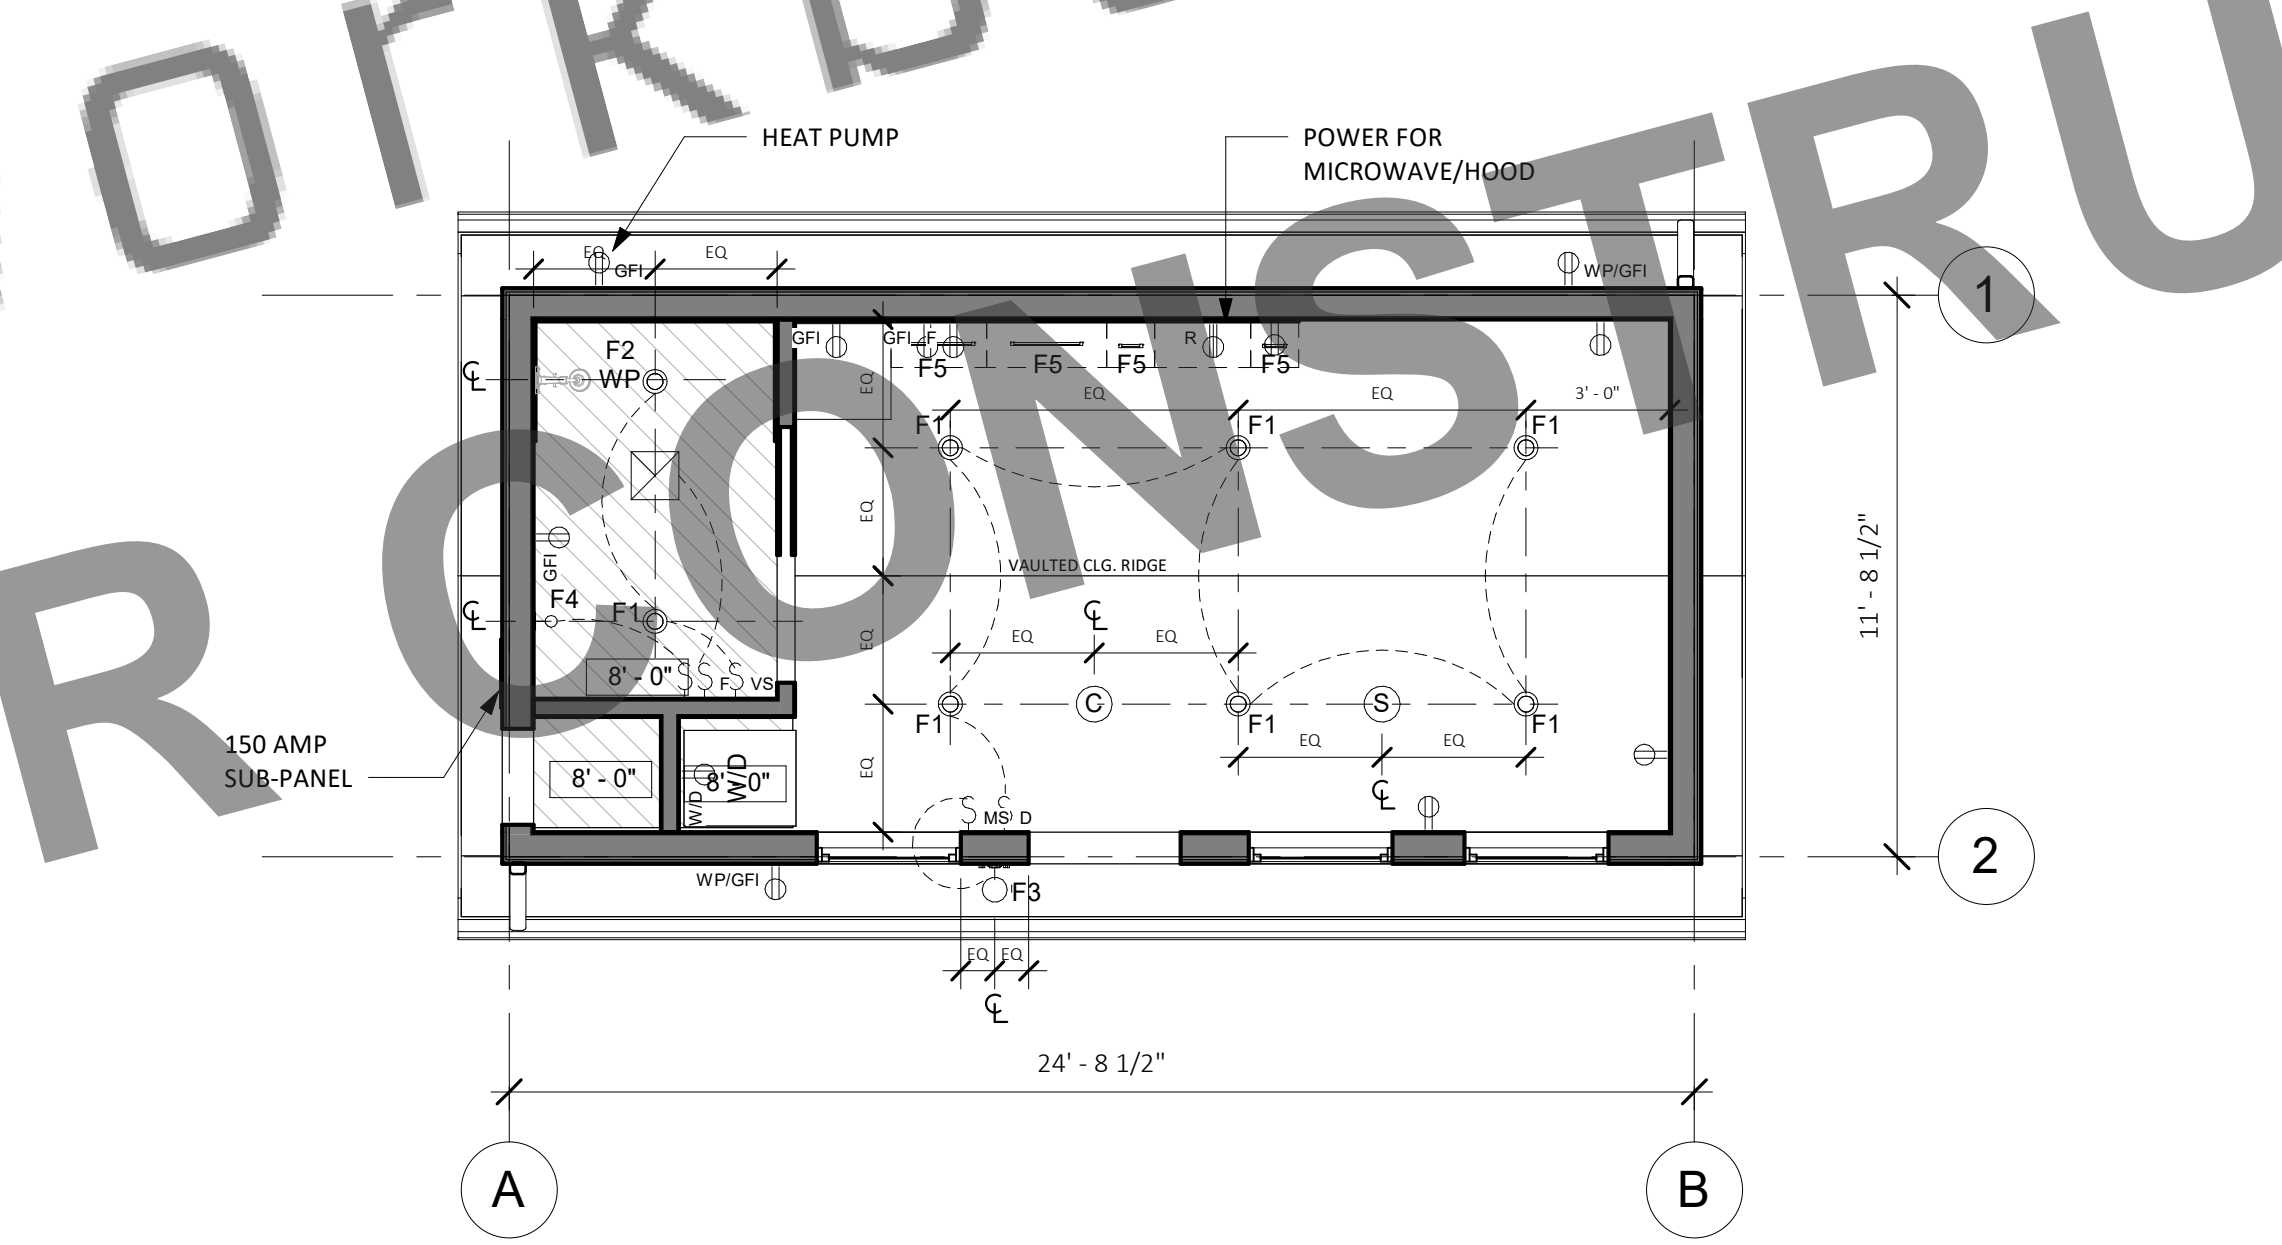 HEAT PUMP
POWER FOR
MICROWAVE/HOOD
EQ
EQ
GFI
WP/GFI
1
GFI
GFI
F
R
F2
WP
F5
F5
F5
F5
℄
EQ
EQ
EQ
3' - 0"
F1
F1
F1
EQ
11' - 8 1/2"
GFI
VAULTED CLG. RIDGE
F4
F1
℄
℄
EQ
EQ
EQ
8' - 0"
F
VS
S
S
S
C
S
F1
F1
F1
EQ
EQ
150 AMP
SUB-PANEL
8' - 0"
8' - 0"
W/D
W/D
EQ
℄
S
S
MS
D
2
WP/GFI
F3
EQ
EQ
℄
24' - 8 1/2"
A
B
R CONSTRU